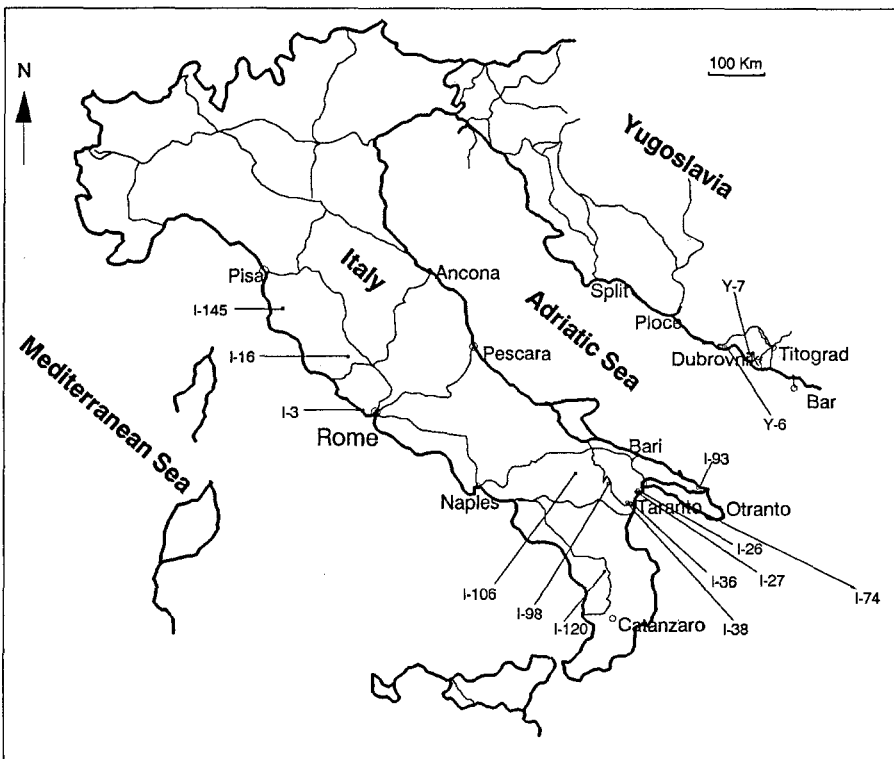 N
100 Km
Yugoslavia
Italy
Pisa
Ancona
I-145
Split
Y-7
Ploce
Adriatic Sea
I-16
Pescara
Dubrovnik
Titograd
Mediterranean Sea
Bar
I-3
Rome
Y-6
Bari
I-93
Naples
Taranto
Otranto
I-26
I-36
I-27
I-106
I-98
I-74
I-120
Catanzaro
I-38